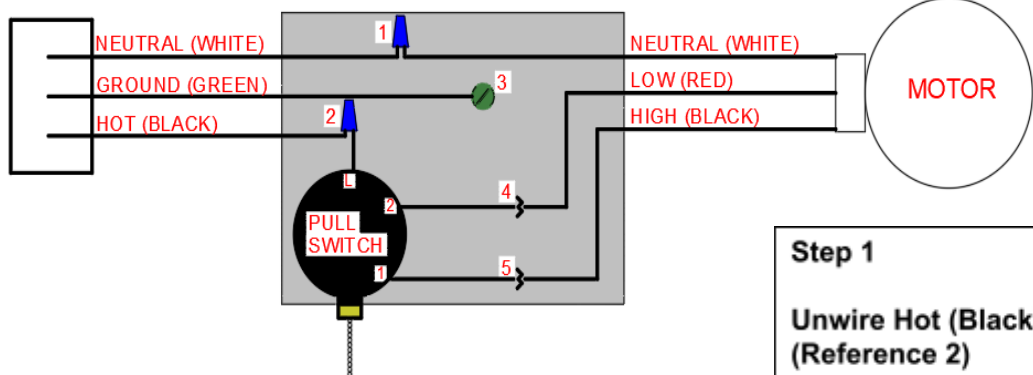 1
NEUTRAL (WHITE)
NEUTRAL (WHITE)
GROUND (GREEN)
3
LOW (RED)
MOTOR
2
HOT (BLACK)
HIGH (BLACK)
L
4
2
PULL
SWITCH
5
1
Step 1
Unwire Hot (Black
(Reference 2)